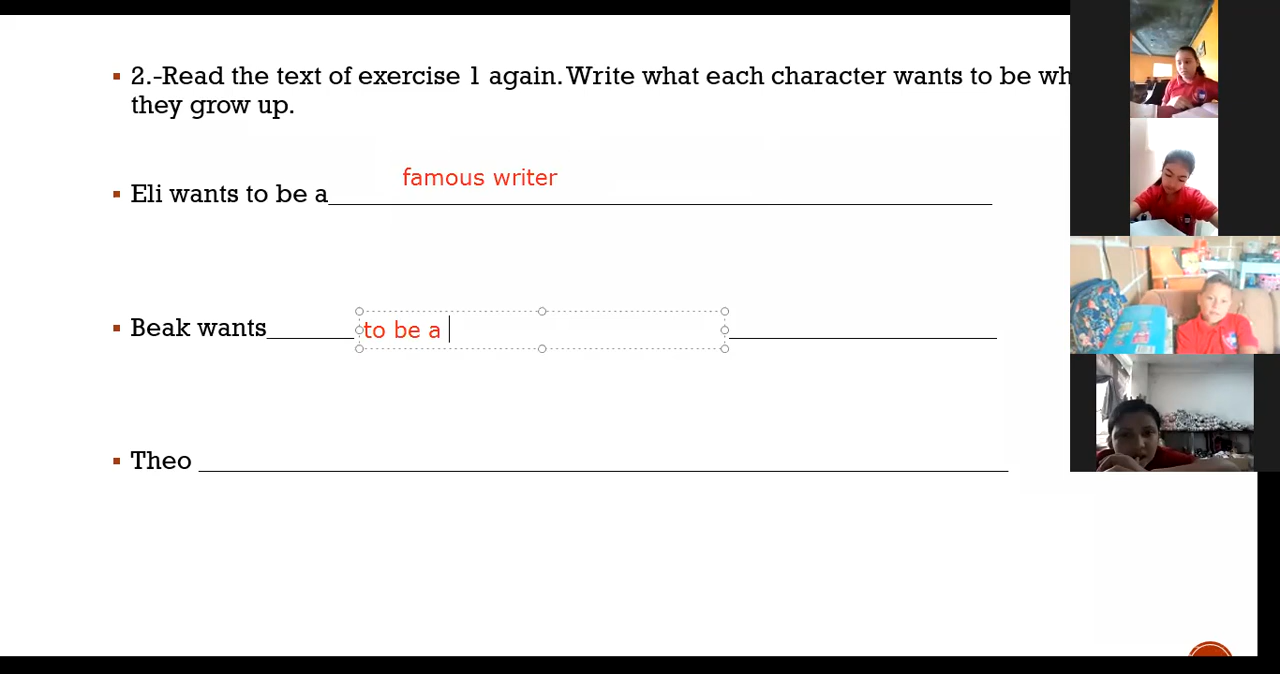 2.-Read the text of exercise 1 again. Write what each character wants to be wh
they grow up.
famous writer
Eli wants to be a
Beak wants to be a
Theo